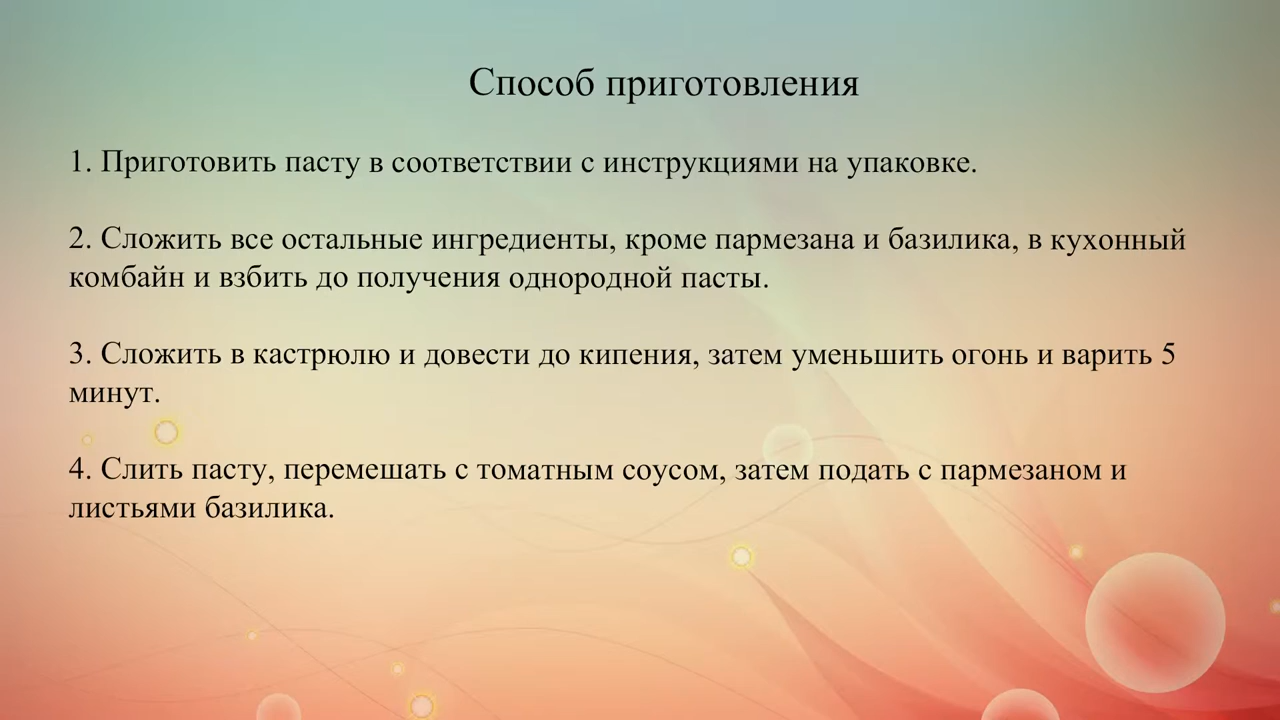 Способ приготовления
1. Приготовить пасту в соответствии с инструкциями на упаковке.
2. Сложить все остальные ингредиенты, кроме пармезана и базилика, в кухонный
комбайн и взбить до получения однородной пасты.
3. Сложить в кастрюлю и довести до кипения, затем уменьшить огонь и варить 5
минут.
4. Слить пасту, перемешать с томатным соусом, затем подать с пармезаном и
листьями базилика.